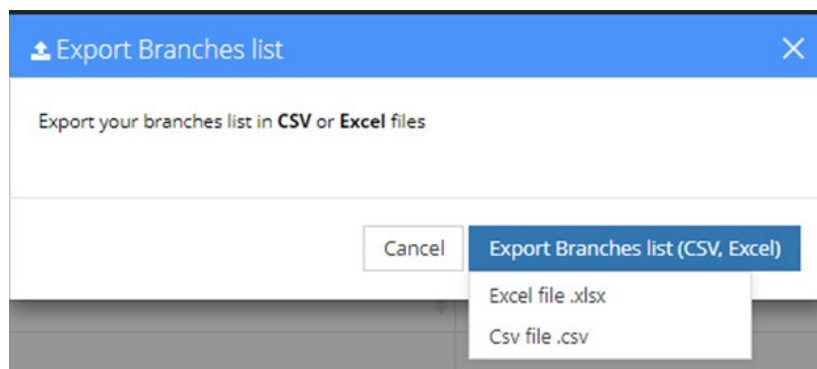 Export Branches list
Export your branches list in CSV or Excel files
Cancel
Export Branches list (CSV, Excel)
Excel file .xlsx
Csv file .csv